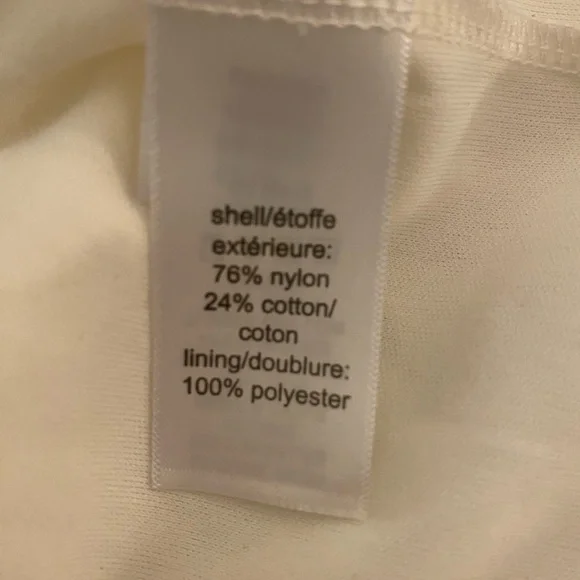 shell/étoffe
extérieure:
76% nylon
24% cotton/
coton
lining/doublure:
100% polyester